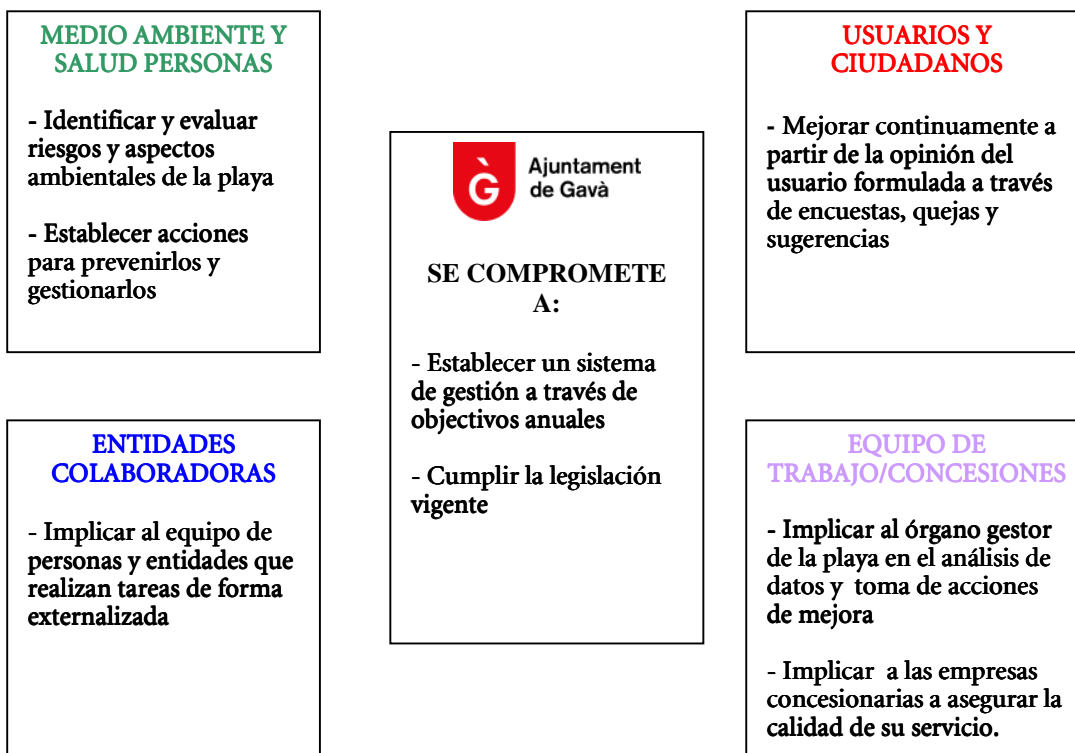 MEDIO AMBIENTE Y
SALUD PERSONAS
- Identificar y evaluar
riesgos y aspectos
ambientales de la playa
- Establecer acciones
para prevenirlos y
gestionarlos
USUARIOS Y
CIUDADANOS
- Mejorar continuamente a
partir de la opinión del
usuario formulada a través
de encuestas, quejas y
sugerencias
G̀
Ajuntament
de Gavà
SE COMPROMETE
A:
- Establecer un sistema
de gestión a través de
objectivos anuales
- Cumplir la legislación
vigente
ENTIDADES
COLABORADORAS
- Implicar al equipo de
personas y entidades que
realizan tareas de forma
externalizada
EQUIPO DE
TRABAJO/CONCESIONES
- Implicar al órgano gestor
de la playa en el análisis de
datos y  toma de acciones
de mejora
- Implicar  a las empresas
concesionarias a asegurar la
calidad de su servicio.